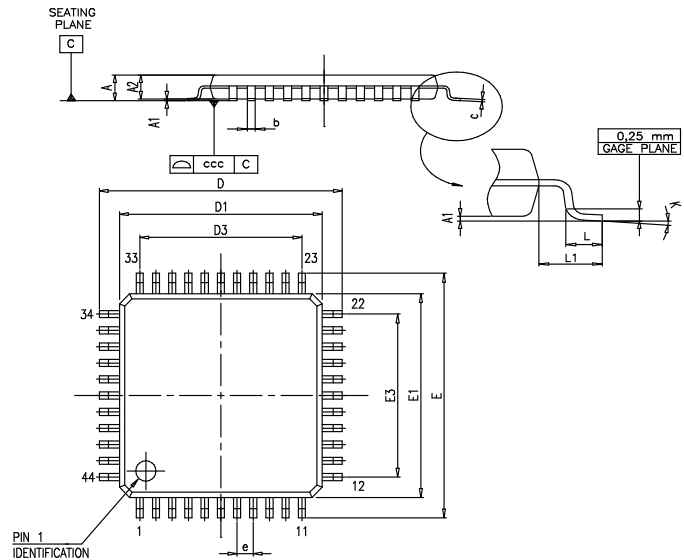 SEATING
PLANE
C
A
A2
A1
b
c
ccc C
0,25 mm
GAGE PLANE
K
A1
L
L1
D
D1
D3
33 23
34 22
E3
E1
E
44 12
1 11
e
PIN 1
IDENTIFICATION